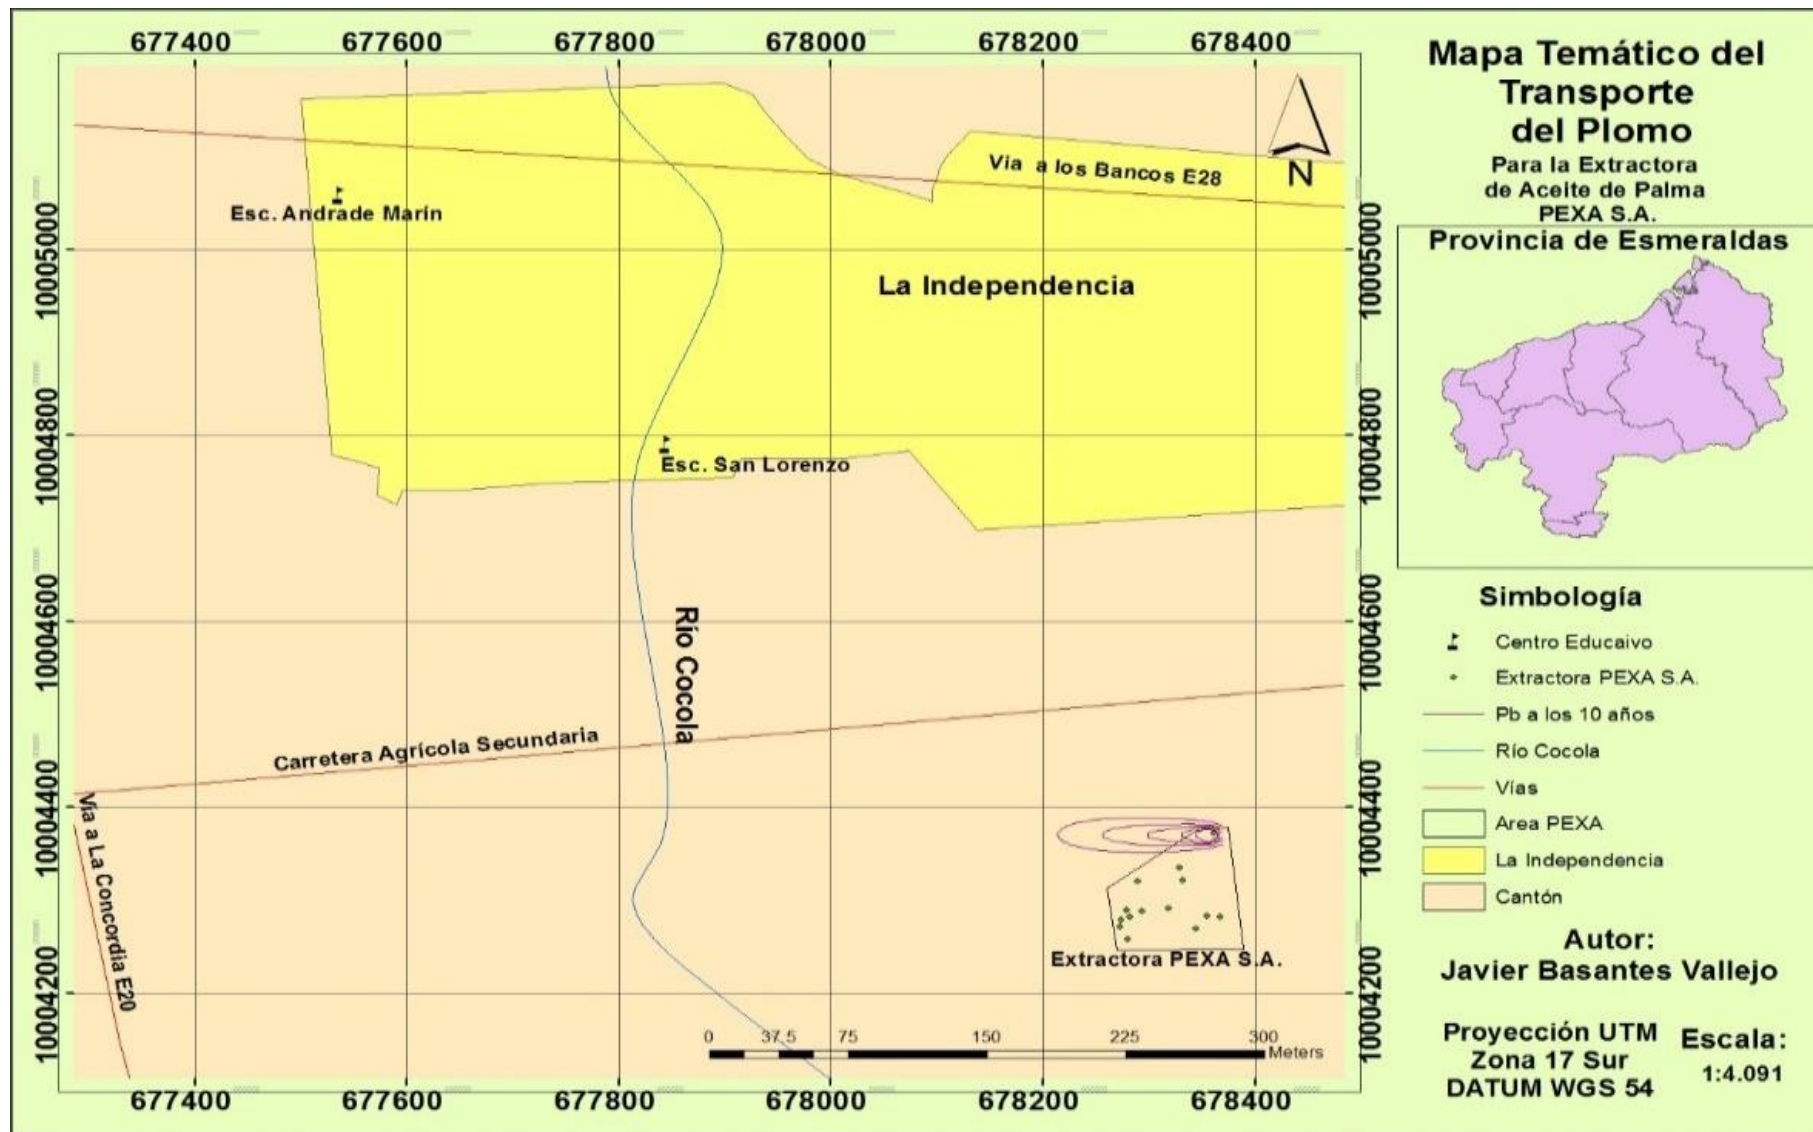 677400 677600 677800 678000 678200 678400
Mapa Temático del
Transporte
del Plomo
Para la Extractora
de Aceite de Palma
PEXA S.A.
Provincia de Esmeraldas
N
Via a los Bancos E28
Esc. Andrade Marín
La Independencia
Esc. San Lorenzo
Río Cocola
Carretera Agrícola Secundaria
Vía a La Concordia E20
Extractora PEXA S.A.
10005000
10004800
10004600
10004400
10004200
10005000
10004800
10004600
10004400
10004200
0 37.5 75 150 225 300
Meters
677400 677600 677800 678000 678200 678400
Simbología
Centro Educaivo
Extractora PEXA S.A.
Pb a los 10 años
Río Cocola
Vías
Area PEXA
La Independencia
Cantón
Autor:
Javier Basantes Vallejo
Proyección UTM
Zona 17 Sur
DATUM WGS 54
Escala:
1:4.091